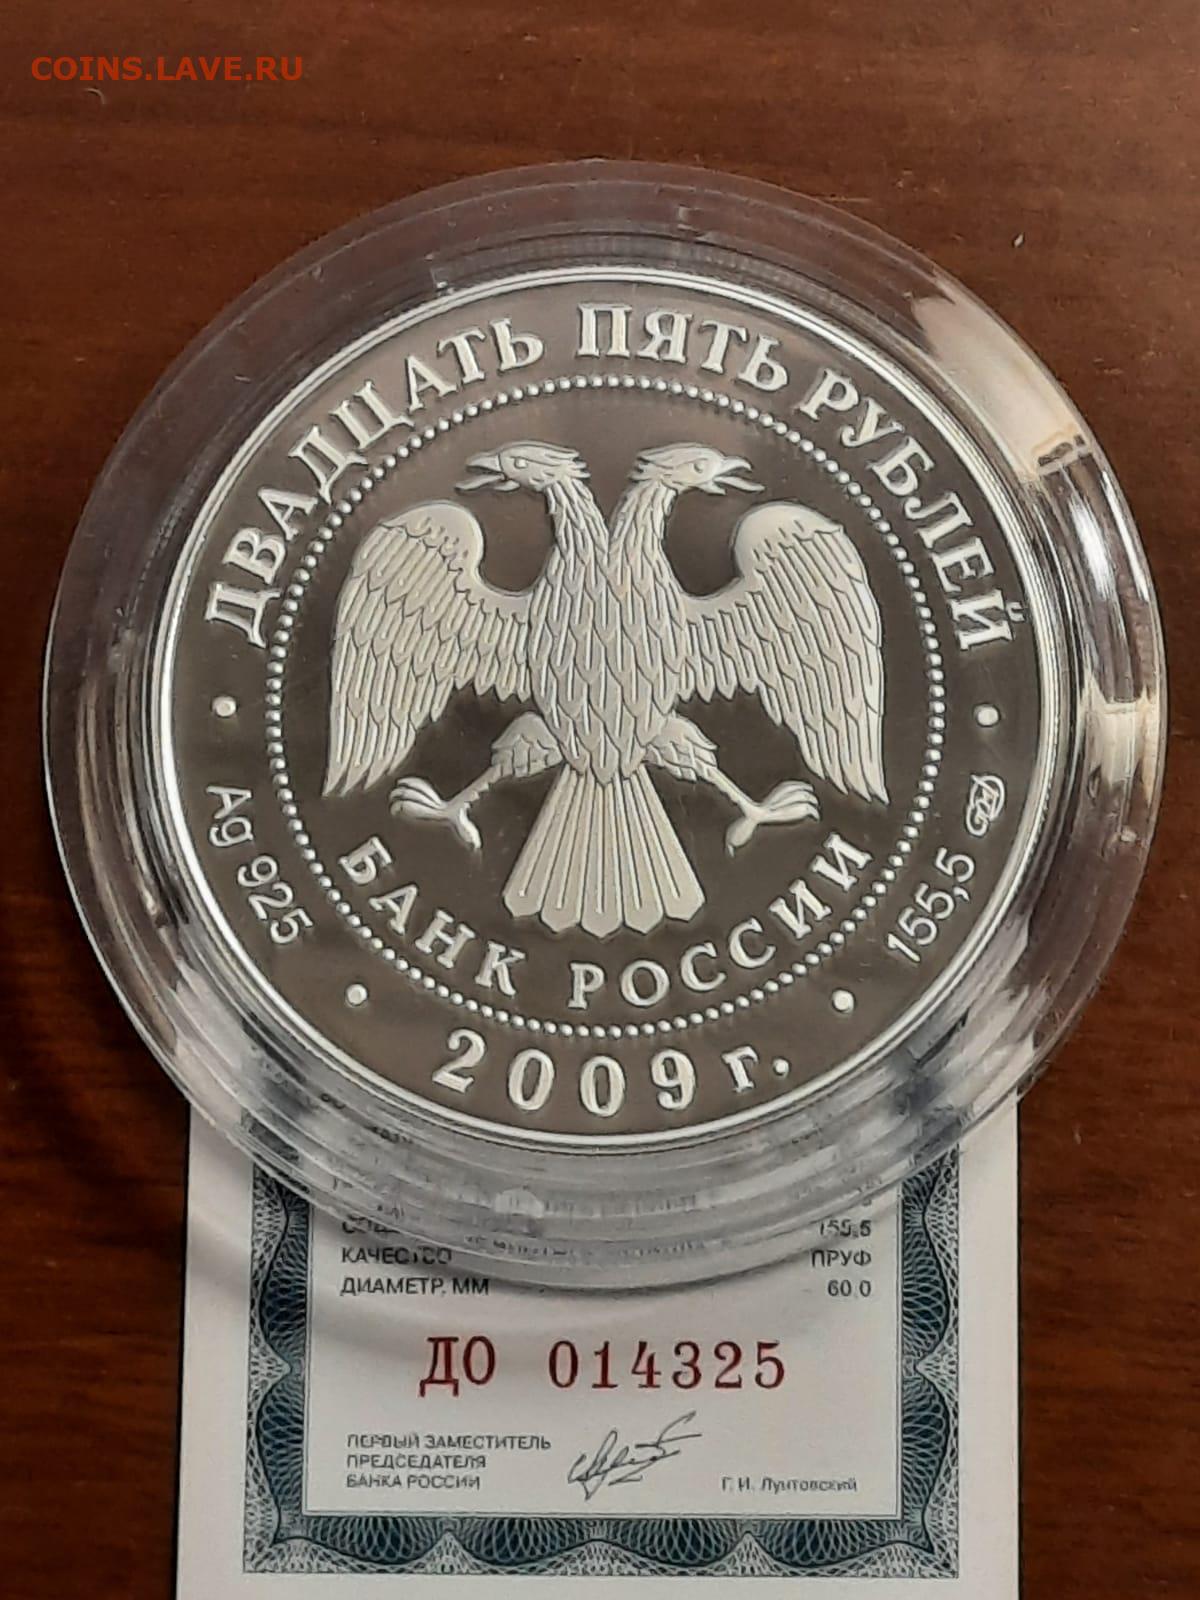 COINS.LAVE.RU
ДВАДЦАТЬ ПЯТЬ РУБЛЕЙ
Ag 925
155,5
БАНК РОССИИ
2009 г.
155,5
КАЧЕСТВО ПРУФ
ДИАМЕТР, ММ 60,0
ДО 014325
ПЕРВЫЙ ЗАМЕСТИТЕЛЬ
ПРЕДСЕДАТЕЛЯ
БАНКА РОССИИ
Г. И. Лунтовский